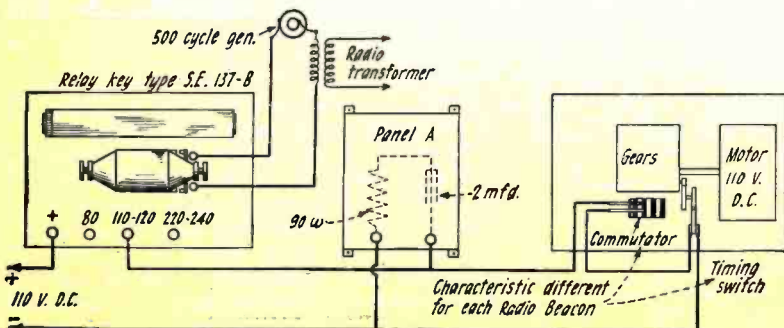 500 cycle gen.
Radio
transformer
Relay key type S.E. 137-B
Panel A
Gears
Motor
110 V.
D.C.
-2 mfd.
90 ω
+ 80 110-120 220-240
Commutator
+
110 V. D.C.
-
Characteristic different
for each Radio Beacon
Timing
switch